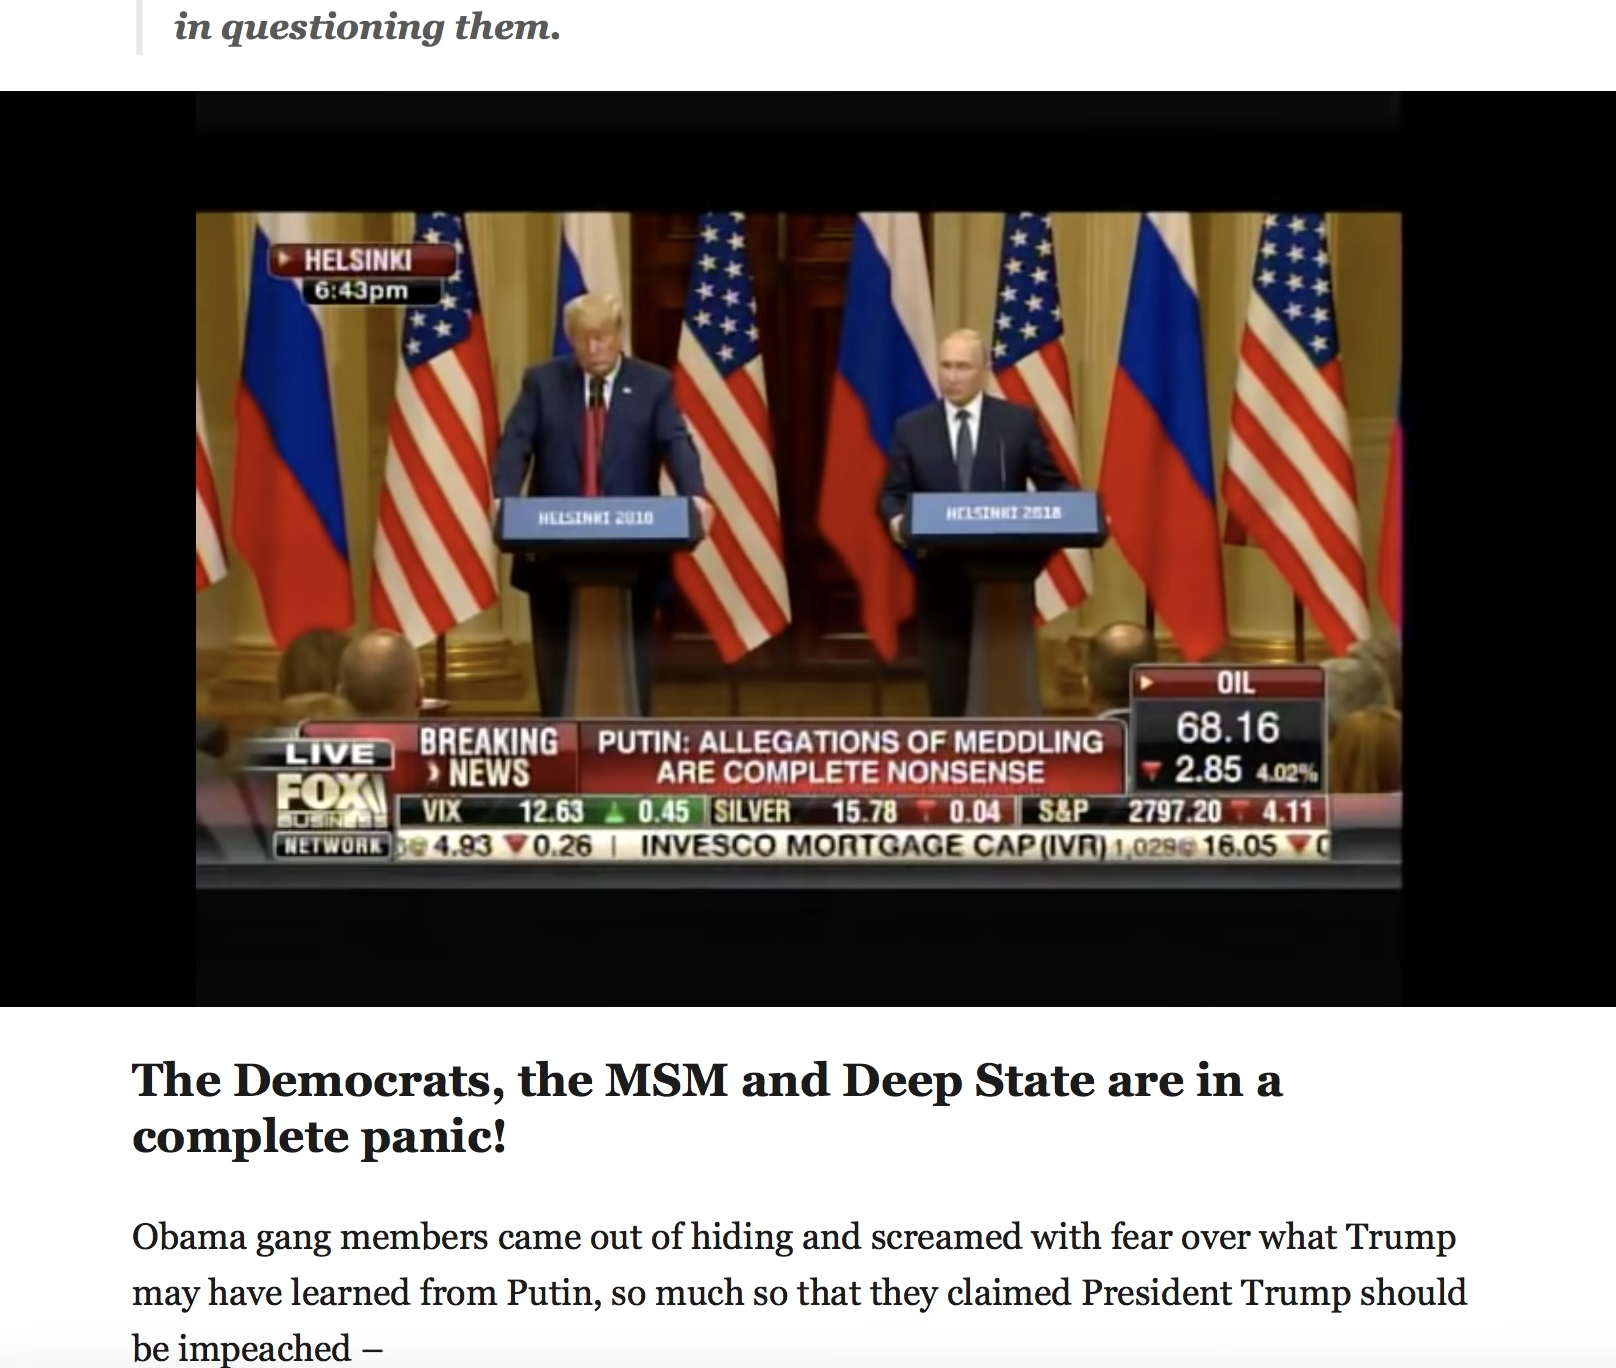 in questioning them.
HELSINKI
6:43pm
HELSINKI 2018
HELSINKI 2018
OIL
68.16
2.85 4.02%
LIVE
FOX
BUSINESS
NETWORK
BREAKING
NEWS
PUTIN: ALLEGATIONS OF MEDDLING
ARE COMPLETE NONSENSE
VIX 12.63 0.45 SILVER 15.78 0.04 S&P 2797.20 4.11
4.93 ▼0.26 | INVESCO MORTGAGE CAP (IVR) 1,029@ 16.05 ▼
The Democrats, the MSM and Deep State are in a
complete panic!
Obama gang members came out of hiding and screamed with fear over what Trump
may have learned from Putin, so much so that they claimed President Trump should
be impeached –